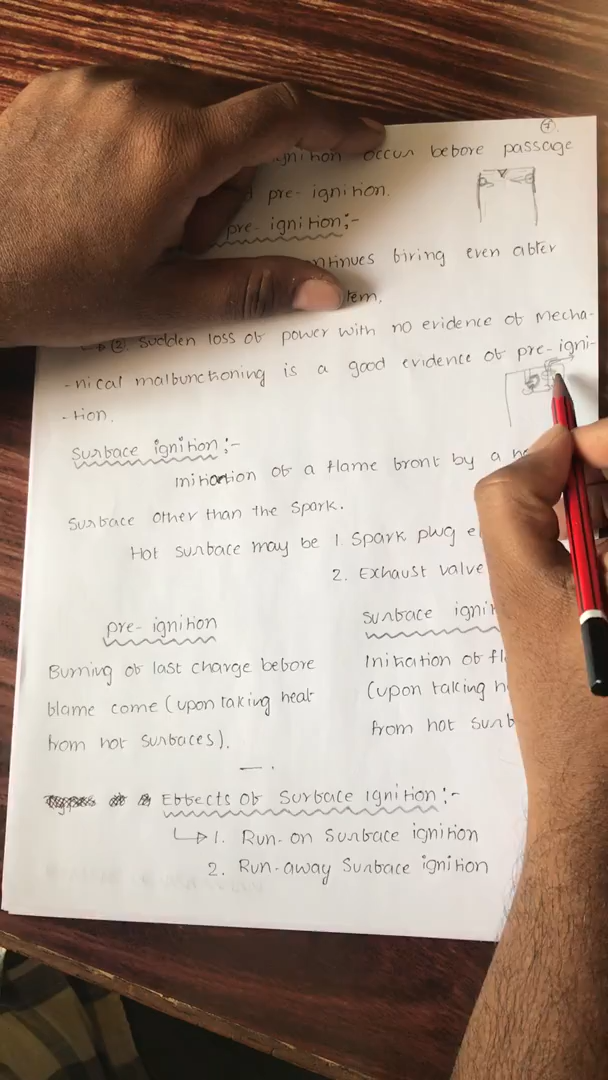 7
ignition occur before passage
pre-ignition.
pre-ignition:-
continues firing even after
(2). Sudden loss of power with no evidence of Mecha-
-nical malfunctioning is a good evidence of pre-igni-
-tion.
Surface ignition:-
Initiation of a flame front by a
Surface other than the spark.
Hot surface may be 1. Spark plug
2. Exhaust valve
pre-ignition
Surface
Burning of last charge before
flame come (upon taking heat
from hot surfaces).
Initiation of
(upon taking
from hot
Effects of Surface Ignition:-
1. Run-on Surface ignition
2. Run-away Surface ignition